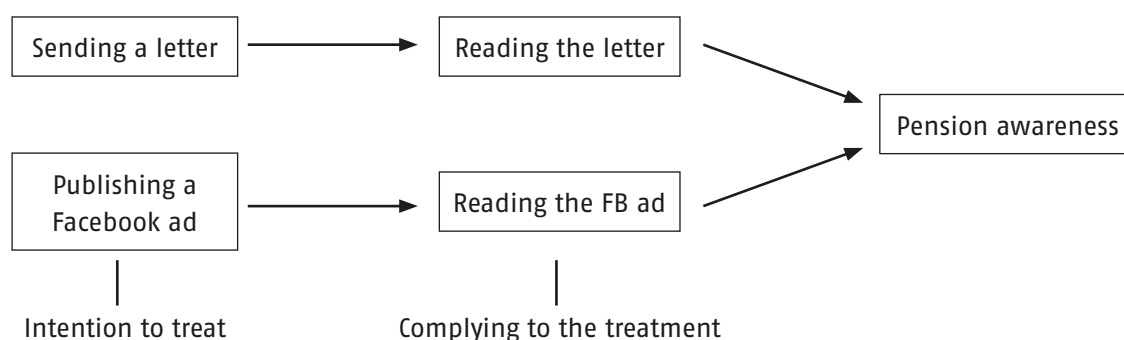 Sending a letter
Reading the letter
Pension awareness
Publishing a
Facebook ad
Reading the FB ad
Intention to treat
Complying to the treatment